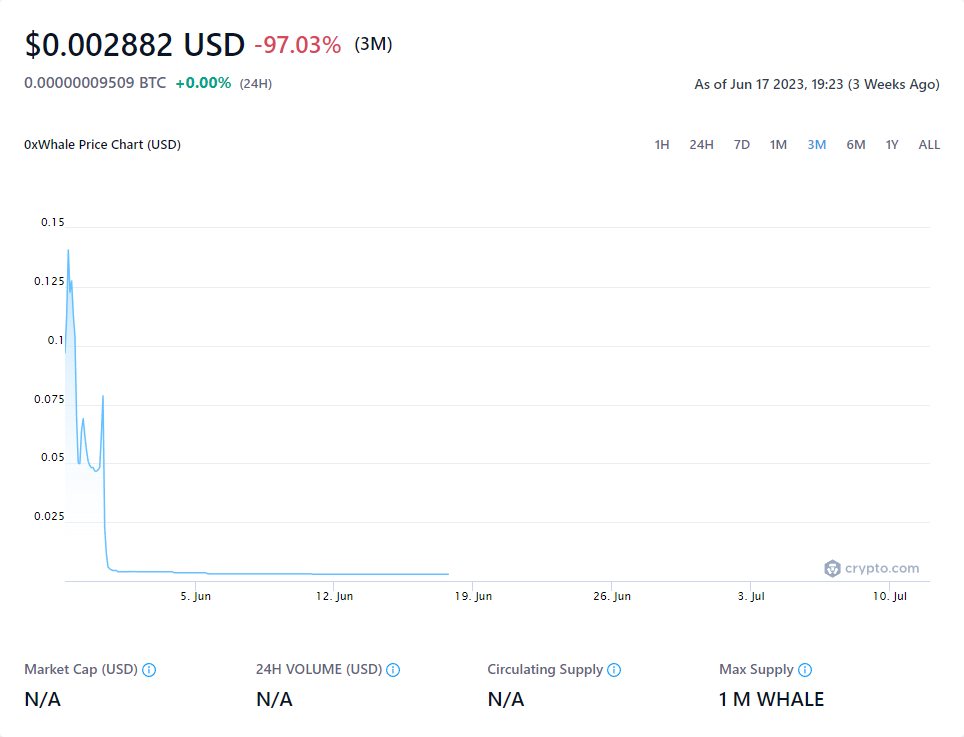 $0.002882 USD -97.03% (3M)
0.00000009509 BTC +0.00% (24H)
As of Jun 17 2023, 19:23 (3 Weeks Ago)
0xWhale Price Chart (USD)
1H 24H 7D 1M 3M 6M 1Y ALL
0.15
0.125
0.1
0.075
0.05
0.025
crypto.com
5. Jun 12. Jun 19. Jun 26. Jun 3. Jul 10. Jul
Market Cap (USD) 24H VOLUME (USD) Circulating Supply Max Supply
N/A N/A N/A 1 M WHALE